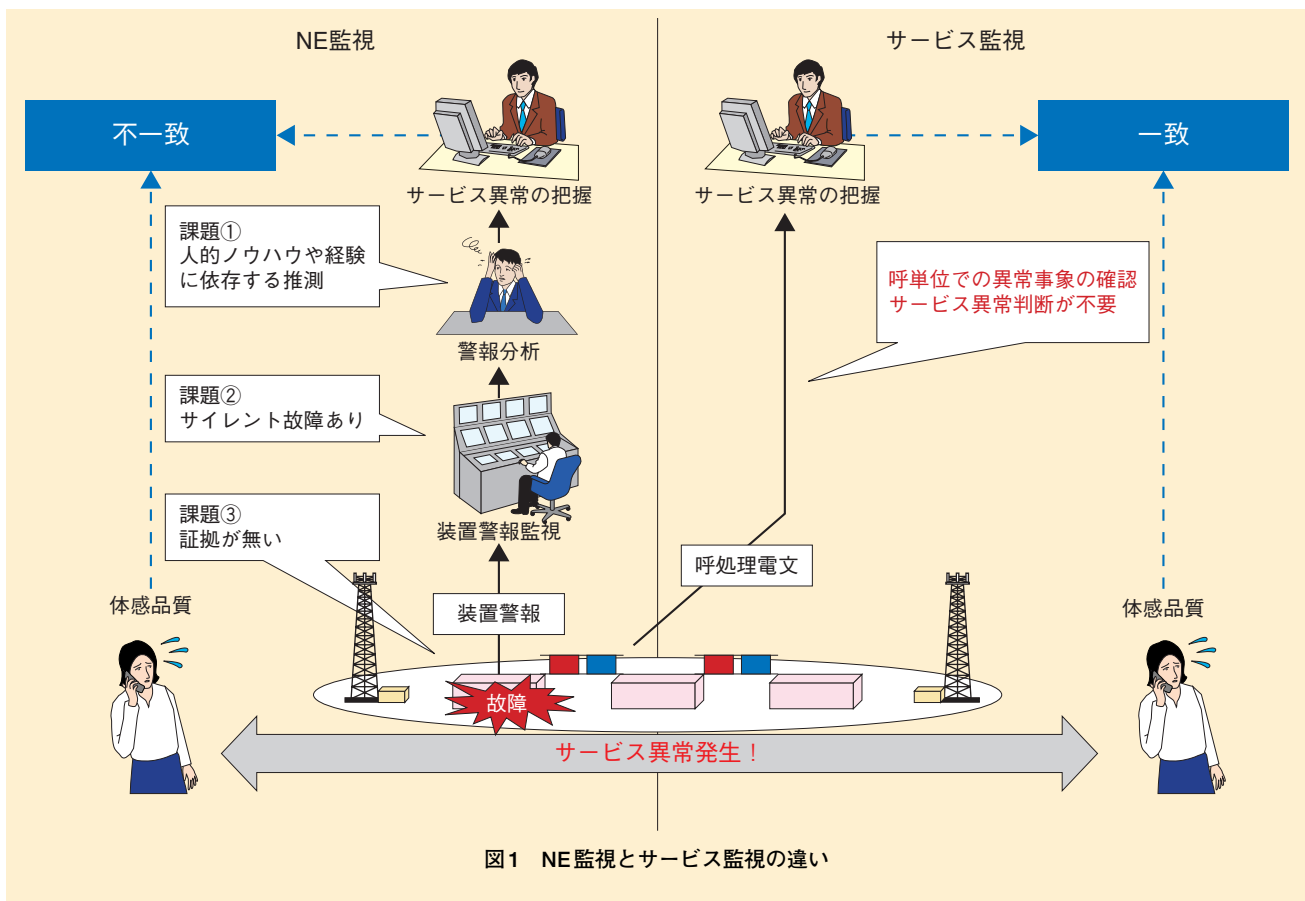 NE監視
サービス監視
不一致
一致
サービス異常の把握
サービス異常の把握
課題①
人的ノウハウや経験
に依存する推測
呼単位での異常事象の確認
サービス異常判断が不要
警報分析
課題②
サイレント故障あり
課題③
証拠が無い
装置警報監視
呼処理電文
体感品質
装置警報
体感品質
故障
サービス異常発生！
図1 NE監視とサービス監視の違い